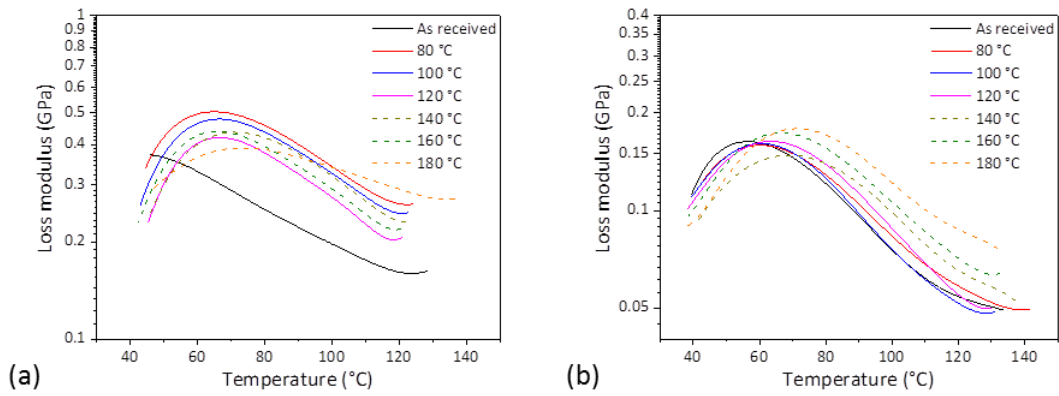 1
0.9
0.8
0.7
0.6
0.5
0.4
0.3
0.2
0.1
Loss modulus (GPa)
40 60 80 100 120 140
Temperature (°C)
As received
80 °C
100 °C
120 °C
140 °C
160 °C
180 °C
(a)
0.4
0.35
0.3
0.25
0.2
0.15
0.1
0.05
Loss modulus (GPa)
40 60 80 100 120 140
Temperature (°C)
As received
80 °C
100 °C
120 °C
140 °C
160 °C
180 °C
(b)